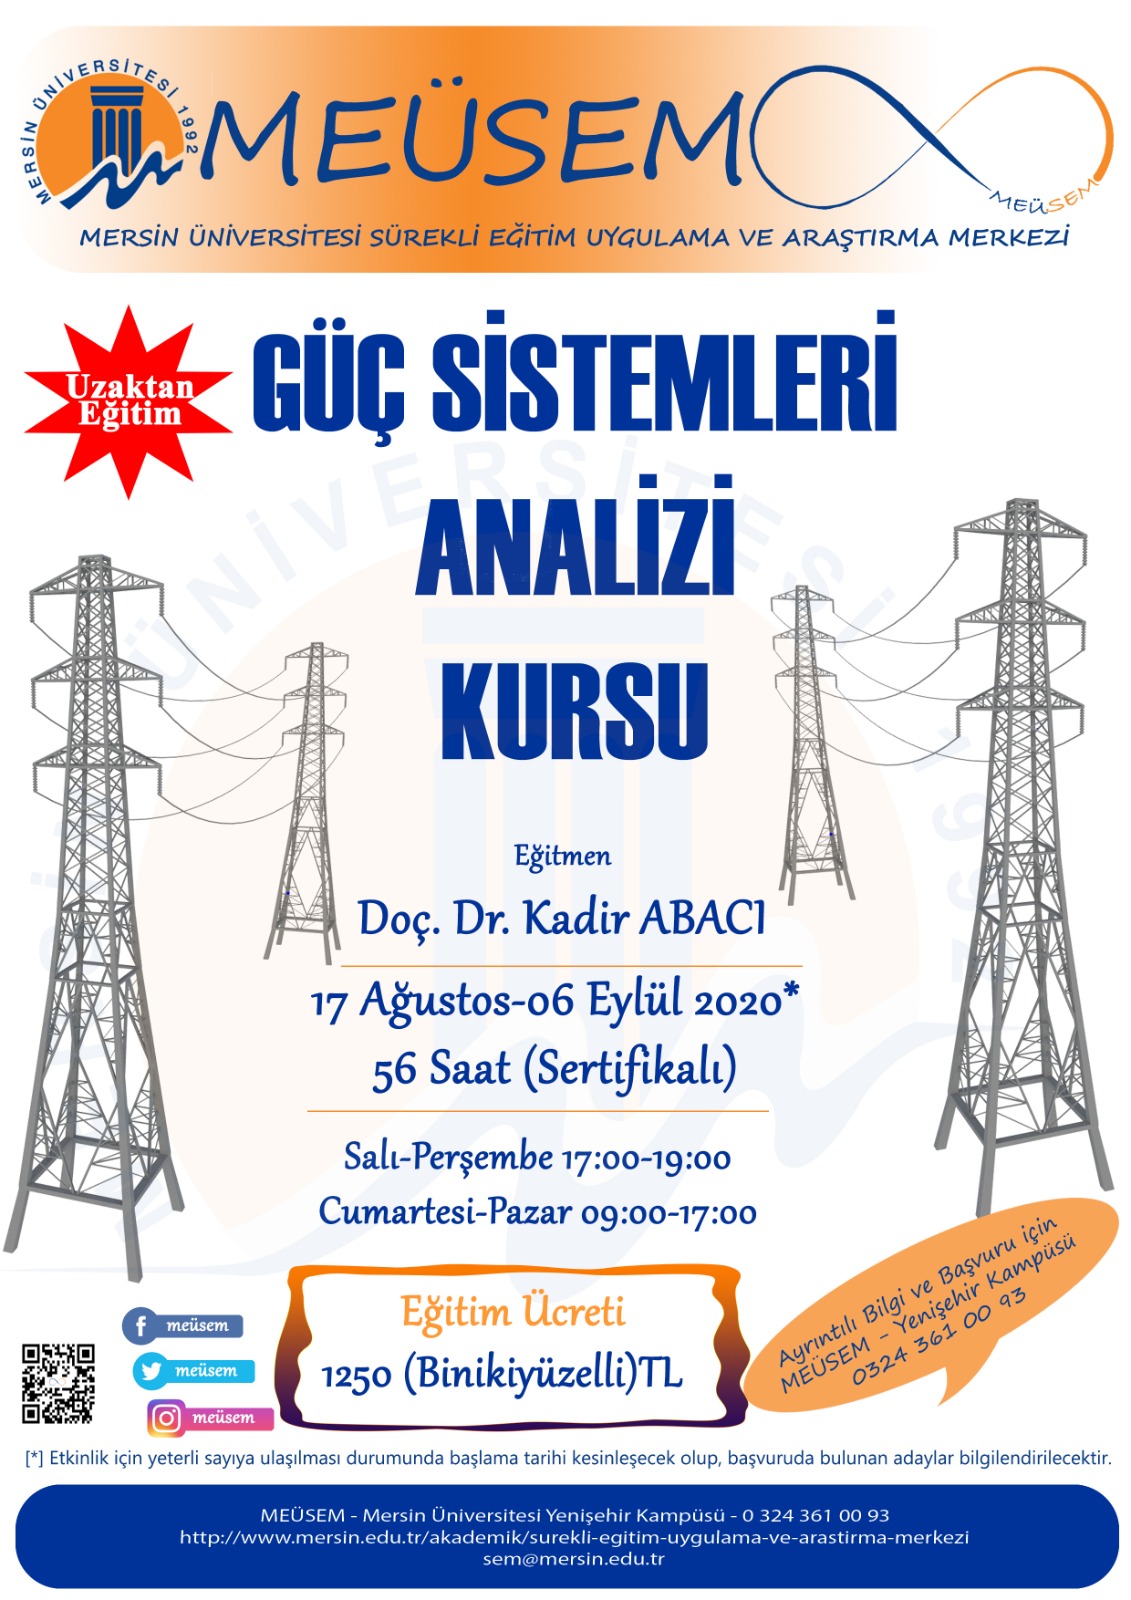 MERSİN ÜNİVERSİTESİ 1992
MEÜSEM
MEÜSEM
MERSİN ÜNİVERSİTESİ SÜREKLİ EĞİTİM UYGULAMA VE ARAŞTIRMA MERKEZİ
Uzaktan
Eğitim
GÜÇ SİSTEMLERİ
ANALİZİ
KURSU
Eğitmen
Doç. Dr. Kadir ABACI
17 Ağustos-06 Eylül 2020*
56 Saat (Sertifikalı)
Salı-Perşembe 17:00-19:00
Cumartesi-Pazar 09:00-17:00
Eğitim Ücreti
1250 (Binikiyüzelli)TL
Ayrıntılı Bilgi ve Başvuru için
MEÜSEM - Yenişehir Kampüsü
0324 361 00 93
meüsem
meüsem
meüsem
[*] Etkinlik için yeterli sayıya ulaşılması durumunda başlama tarihi kesinleşecek olup, başvuruda bulunan adaylar bilgilendirilecektir.
MEÜSEM - Mersin Üniversitesi Yenişehir Kampüsü - 0 324 361 00 93
http://www.mersin.edu.tr/akademik/surekli-egitim-uygulama-ve-arastirma-merkezi
sem@mersin.edu.tr